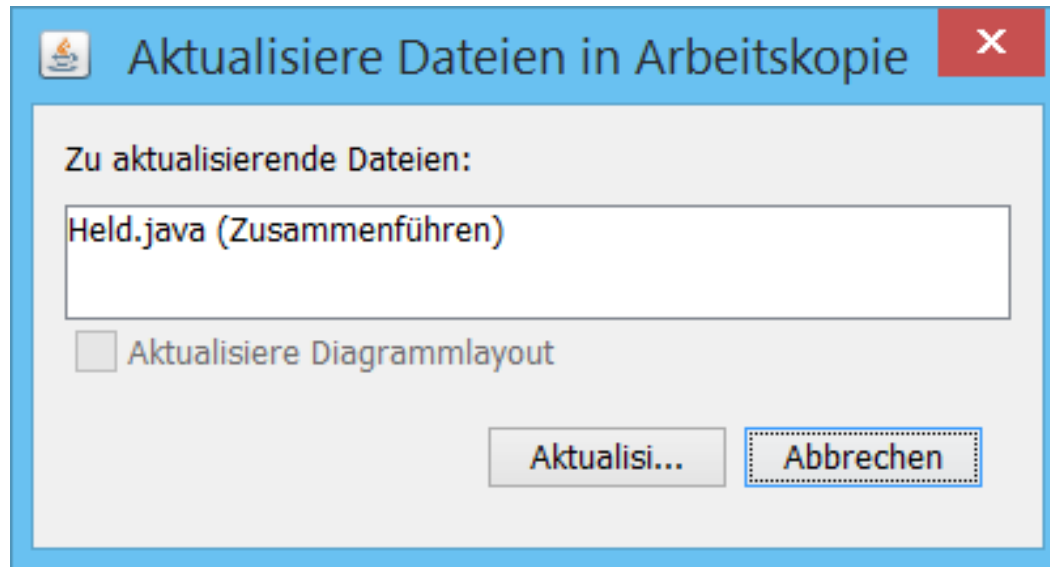 Aktualisiere Dateien in Arbeitskopie
Zu aktualisierende Dateien:
Held.java (Zusammenführen)
Aktualisiere Diagrammlayout
Aktualisi... Abbrechen